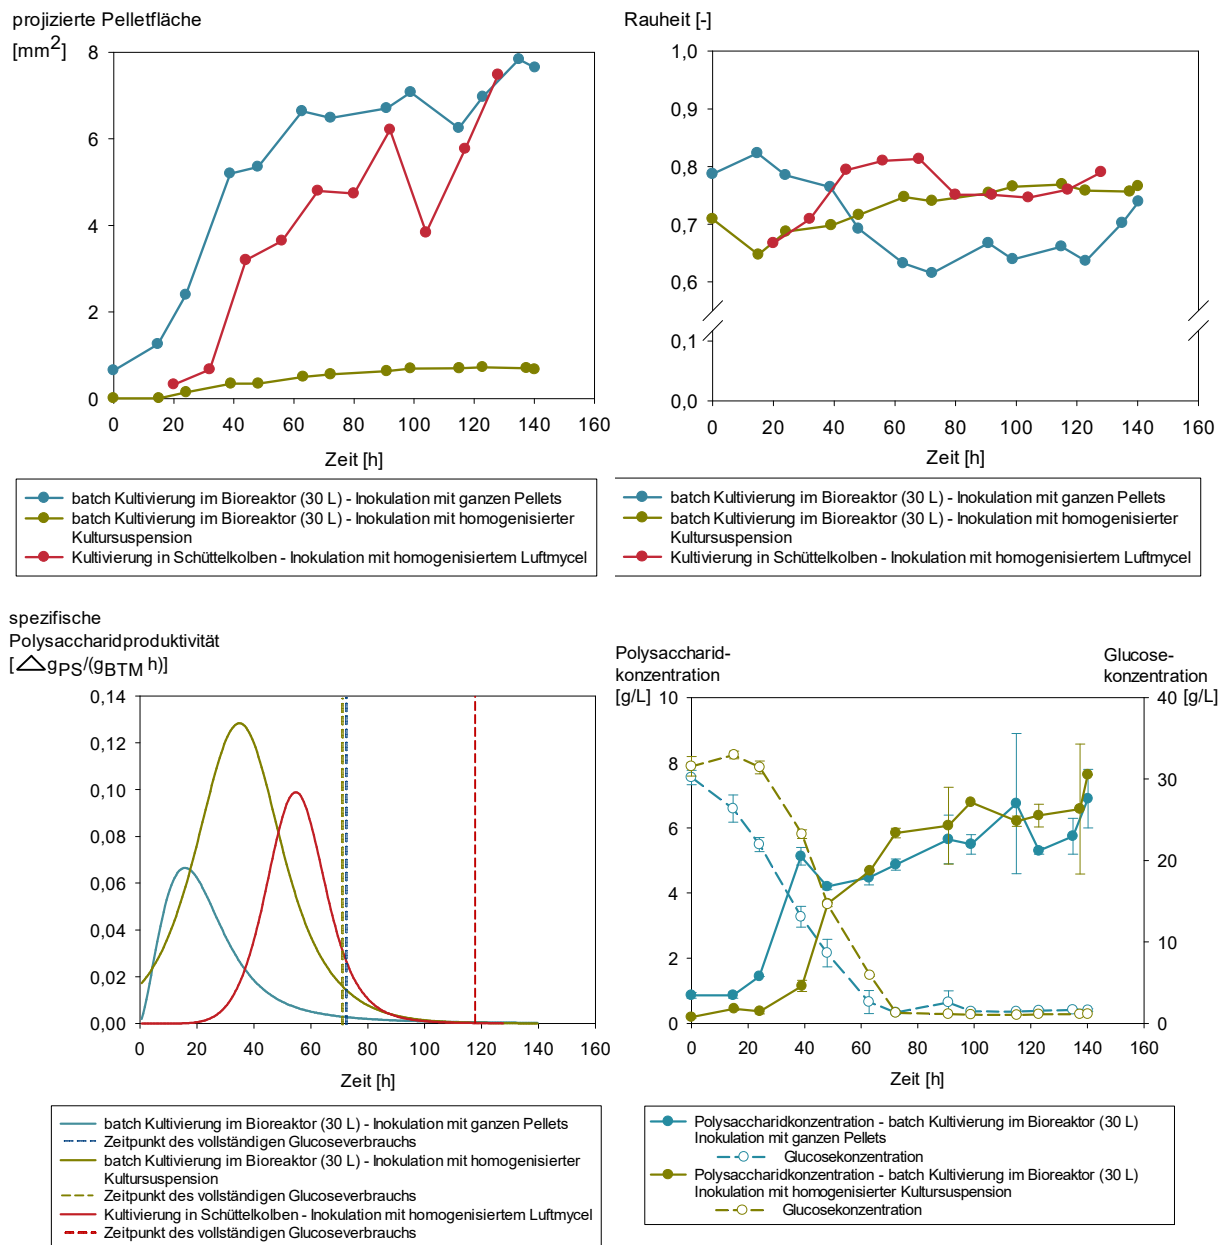 projizierte Pelletfläche
[mm2]
8
6
4
2
0
0 20 40 60 80 100 120 140 160
Zeit [h]
batch Kultivierung im Bioreaktor (30 L) - Inokulation mit ganzen Pellets
batch Kultivierung im Bioreaktor (30 L) - Inokulation mit homogenisierter
Kultursuspension
Kultivierung in Schüttelkolben - Inokulation mit homogenisiertem Luftmycel
Rauheit [-]
1,0
0,9
0,8
0,7
0,6
0,1
0,0
0 20 40 60 80 100 120 140 160
Zeit [h]
batch Kultivierung im Bioreaktor (30 L) - Inokulation mit ganzen Pellets
batch Kultivierung im Bioreaktor (30 L) - Inokulation mit homogenisierter
Kultursuspension
Kultivierung in Schüttelkolben - Inokulation mit homogenisiertem Luftmycel
spezifische
Polysaccharidproduktivität
[△gPS/(gBTM h)]
0,14
0,12
0,10
0,08
0,06
0,04
0,02
0,00
0 20 40 60 80 100 120 140 160
Zeit [h]
batch Kultivierung im Bioreaktor (30 L) - Inokulation mit ganzen Pellets
Zeitpunkt des vollständigen Glucoseverbrauchs
batch Kultivierung im Bioreaktor (30 L) - Inokulation mit homogenisierter
Kultursuspension
Zeitpunkt des vollständigen Glucoseverbrauchs
Kultivierung in Schüttelkolben - Inokulation mit homogenisiertem Luftmycel
Zeitpunkt des vollständigen Glucoseverbrauchs
Polysaccharid-
konzentration
[g/L]
Glucose-
konzentration
[g/L]
10
8
6
4
2
0
40
30
20
10
0
0 20 40 60 80 100 120 140 160
Zeit [h]
Polysaccharidkonzentration - batch Kultivierung im Bioreaktor (30 L)
Inokulation mit ganzen Pellets
Glucosekonzentration
Polysaccharidkonzentration - batch Kultivierung im Bioreaktor (30 L)
Inokulation mit homogenisierter Kultursuspension
Glucosekonzentration